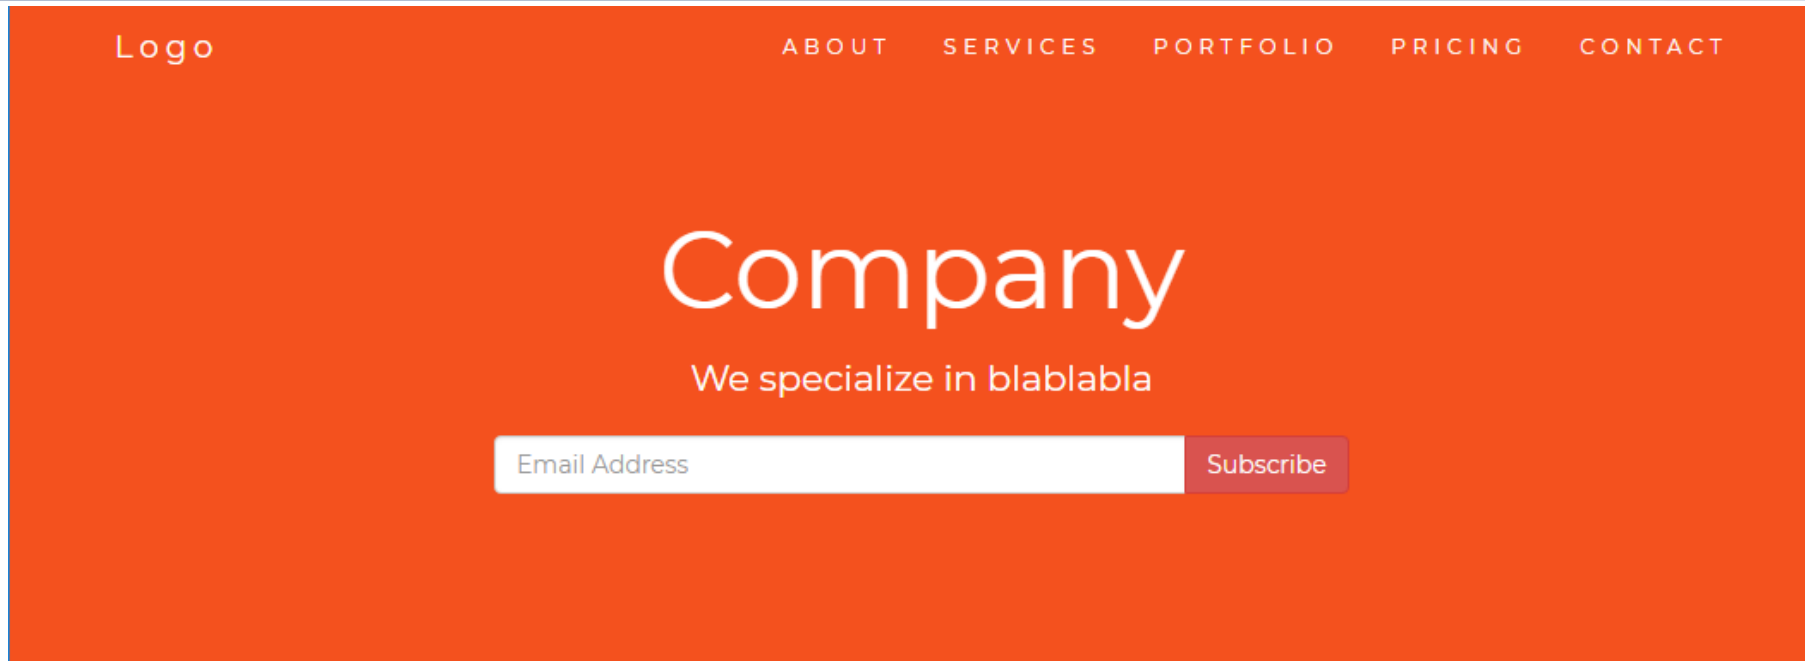 Logo ABOUT SERVICES PORTFOLIO PRICING CONTACT
Company
We specialize in blablabla
Email Address Subscribe